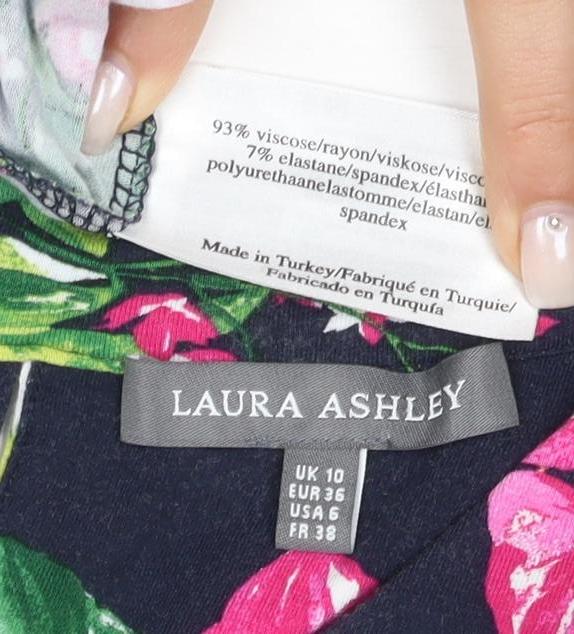 93% viscose/rayon/viskose/visco
7% elastane/spandex/élastha
polyurethaanelastomme/elastan/el
spandex
Made in Turkey/Fabriqué en Turquie/
Fabricado en Turquía
LAURA ASHLEY
UK 10
EUR 36
USA 6
FR 38